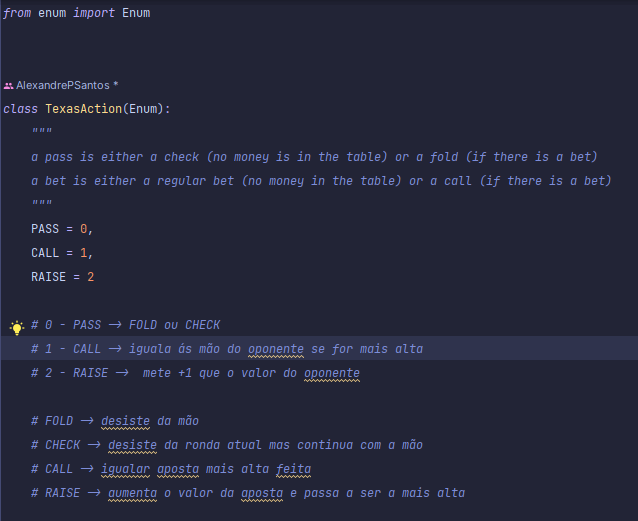 from enum import Enum
AlexandrePSantos *
class TexasAction(Enum):
"""
a pass is either a check (no money is in the table) or a fold (if there is a bet)
a bet is either a regular bet (no money in the table) or a call (if there is a bet)
"""
PASS = 0,
CALL = 1,
RAISE = 2
# 0 - PASS -> FOLD ou CHECK
# 1 - CALL -> iguala ás mão do oponente se for mais alta
# 2 - RAISE ->  mete +1 que o valor do oponente
# FOLD -> desiste da mão
# CHECK -> desiste da ronda atual mas continua com a mão
# CALL -> igualar aposta mais alta feita
# RAISE -> aumenta o valor da aposta e passa a ser a mais alta